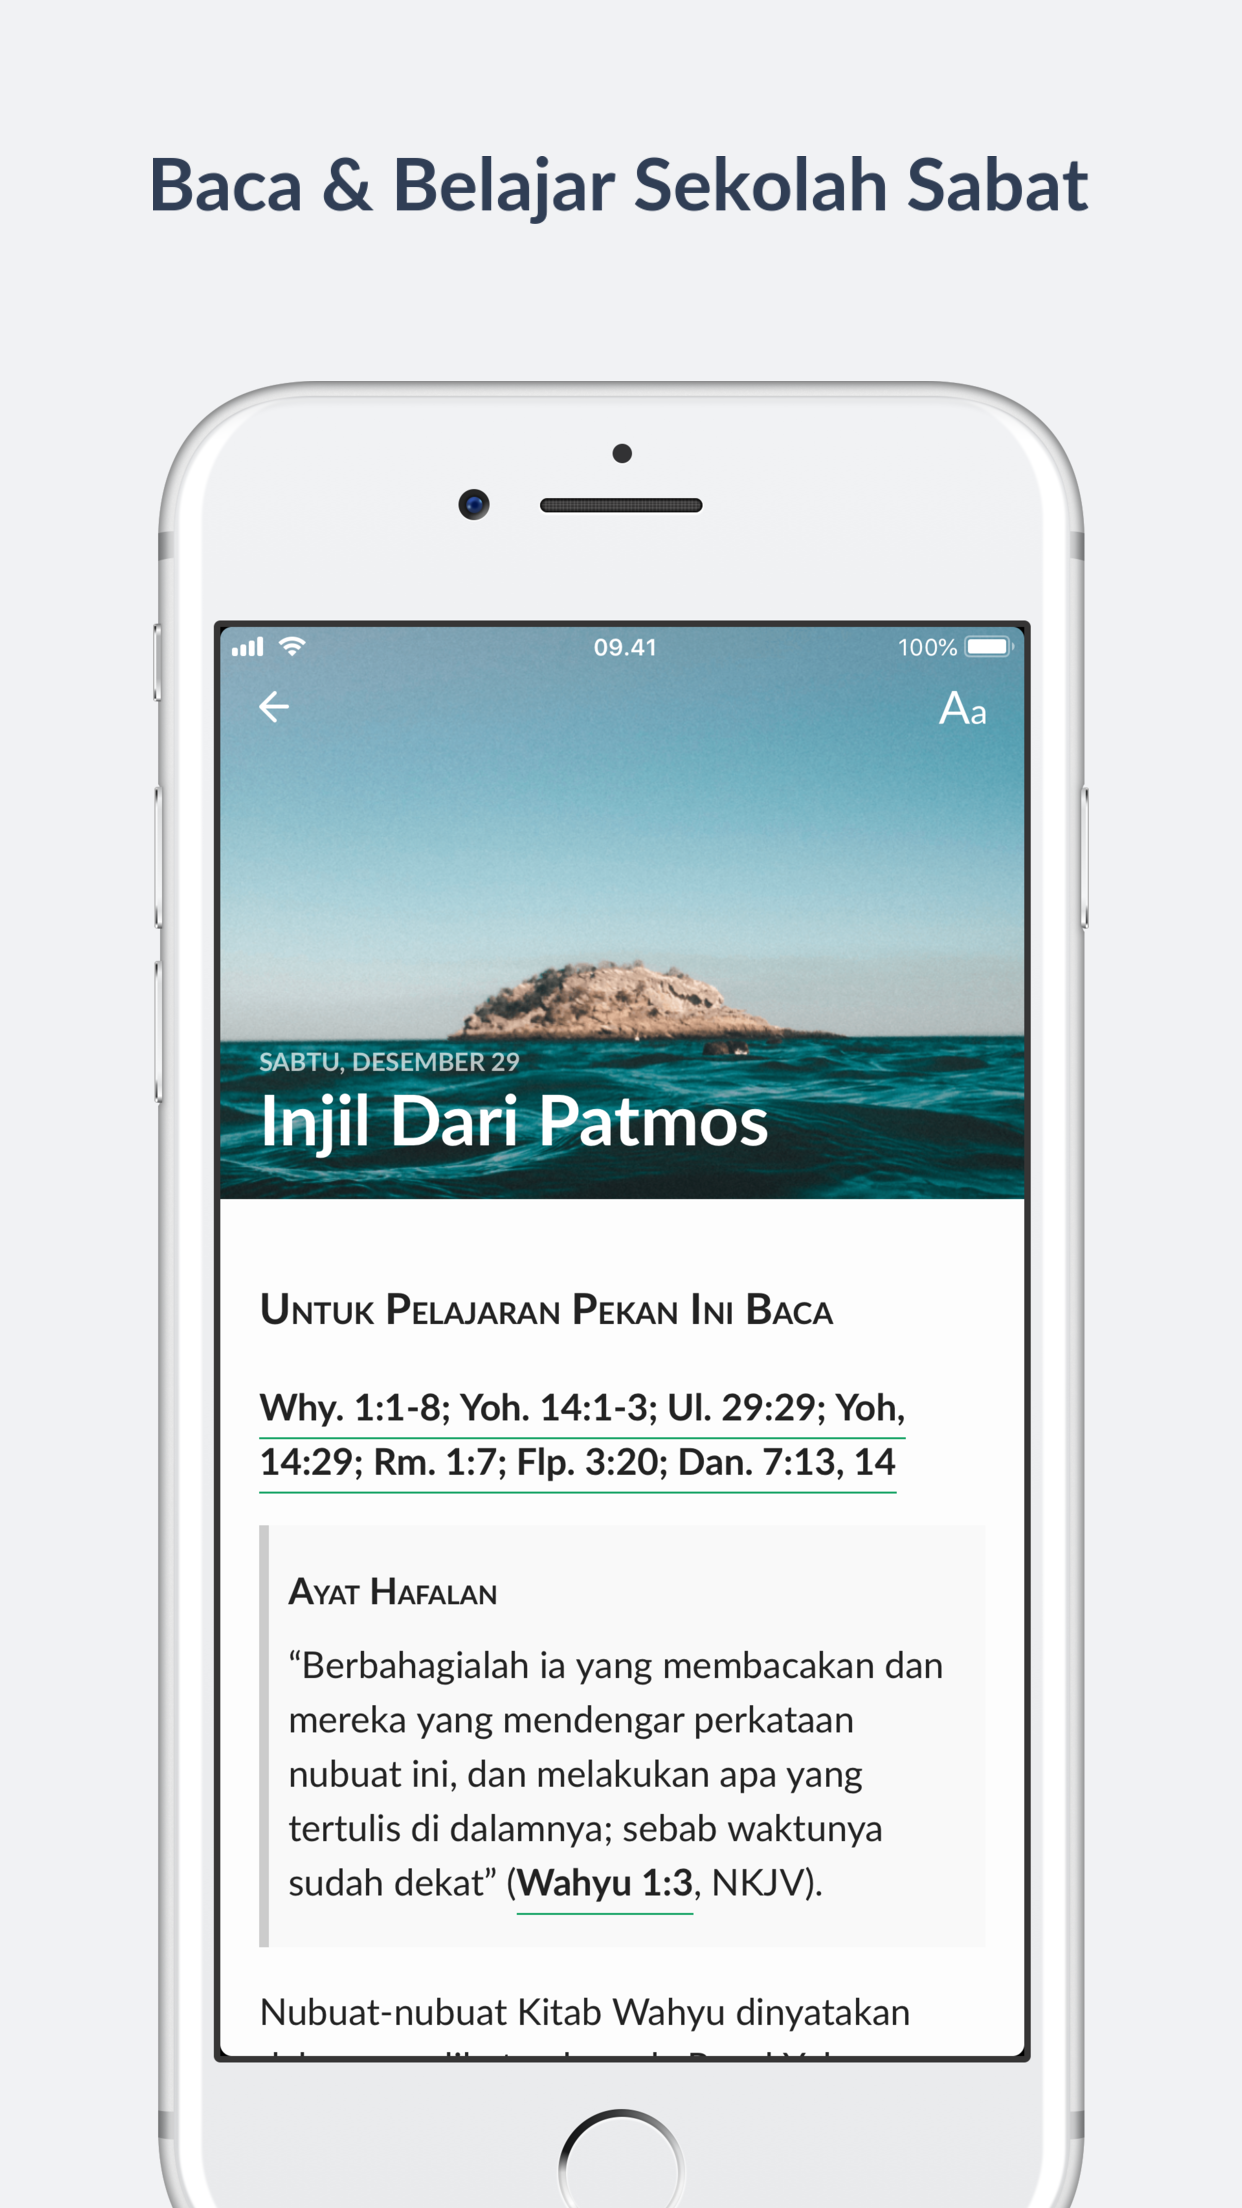 Baca & Belajar Sekolah Sabat
09.41
100%
Aa
SABTU, DESEMBER 29
Injil Dari Patmos
Untuk Pelajaran Pekan Ini Baca
Why. 1:1-8; Yoh. 14:1-3; Ul. 29:29; Yoh,
14:29; Rm. 1:7; Flp. 3:20; Dan. 7:13, 14
Ayat Hafalan
“Berbahagialah ia yang membacakan dan
mereka yang mendengar perkataan
nubuat ini, dan melakukan apa yang
tertulis di dalamnya; sebab waktunya
sudah dekat” (Wahyu 1:3, NKJV).
Nubuat-nubuat Kitab Wahyu dinyatakan